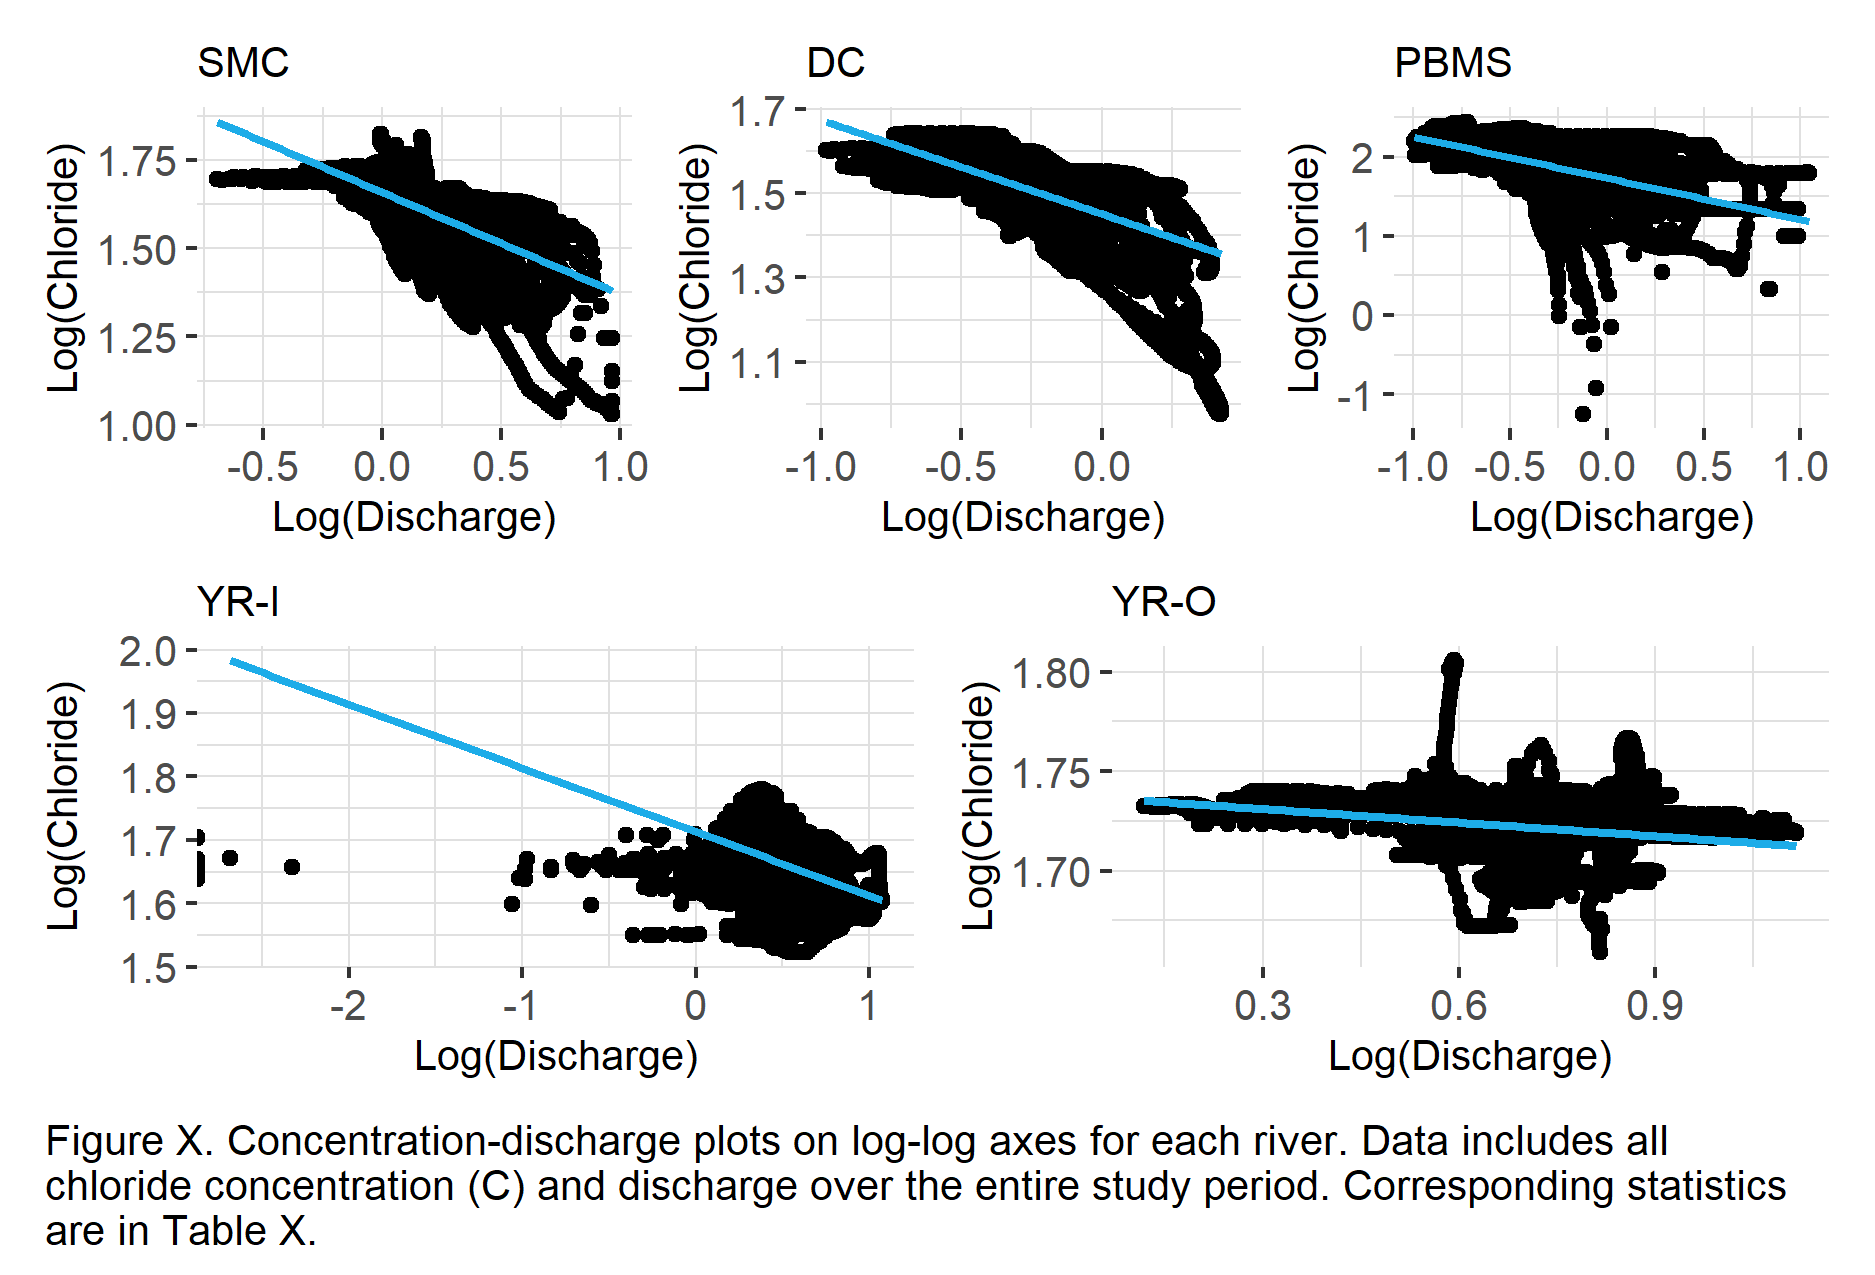 SMC
DC
PBMS
Log(Chloride)
1.75
1.50
1.25
1.00
-0.5 0.0 0.5 1.0
Log(Discharge)
Log(Chloride)
1.7
1.5
1.3
1.1
-1.0 -0.5 0.0
Log(Discharge)
Log(Chloride)
2
1
0
-1
-1.0 -0.5 0.0 0.5 1.0
Log(Discharge)
YR-I
YR-O
Log(Chloride)
2.0
1.9
1.8
1.7
1.6
1.5
-2 -1 0 1
Log(Discharge)
Log(Chloride)
1.80
1.75
1.70
0.3 0.6 0.9
Log(Discharge)
Figure X. Concentration-discharge plots on log-log axes for each river. Data includes all
chloride concentration (C) and discharge over the entire study period. Corresponding statistics
are in Table X.